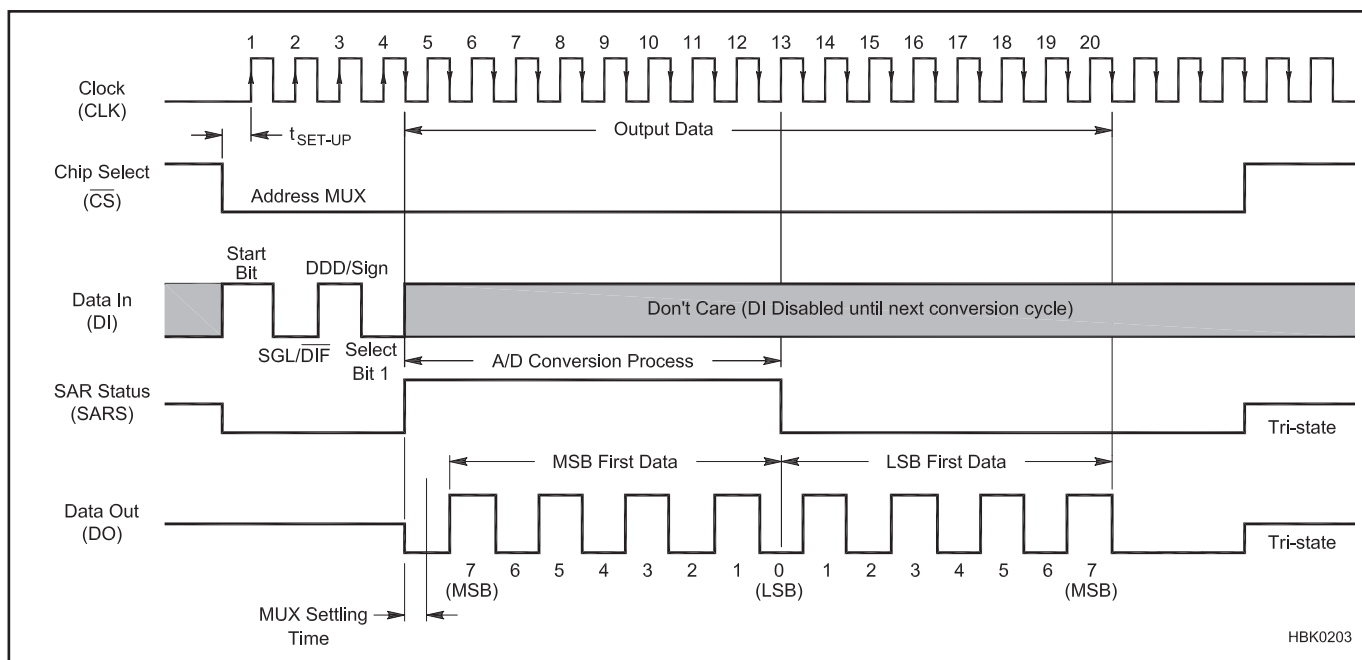 1 2 3 4 5 6 7 8 9 10 11 12 13 14 15 16 17 18 19 20
Clock
(CLK)
tSET-UP
Output Data
Chip Select
(CS)
Address MUX
Start
Bit
DDD/Sign
Data In
(DI)
Don't Care (DI Disabled until next conversion cycle)
SGL/DIF
Select
Bit 1
A/D Conversion Process
SAR Status
(SARS)
Tri-state
MSB First Data
LSB First Data
Data Out
(DO)
Tri-state
7 6 5 4 3 2 1 0 1 2 3 4 5 6 7
(MSB) (LSB) (MSB)
MUX Settling
Time
HBK0203